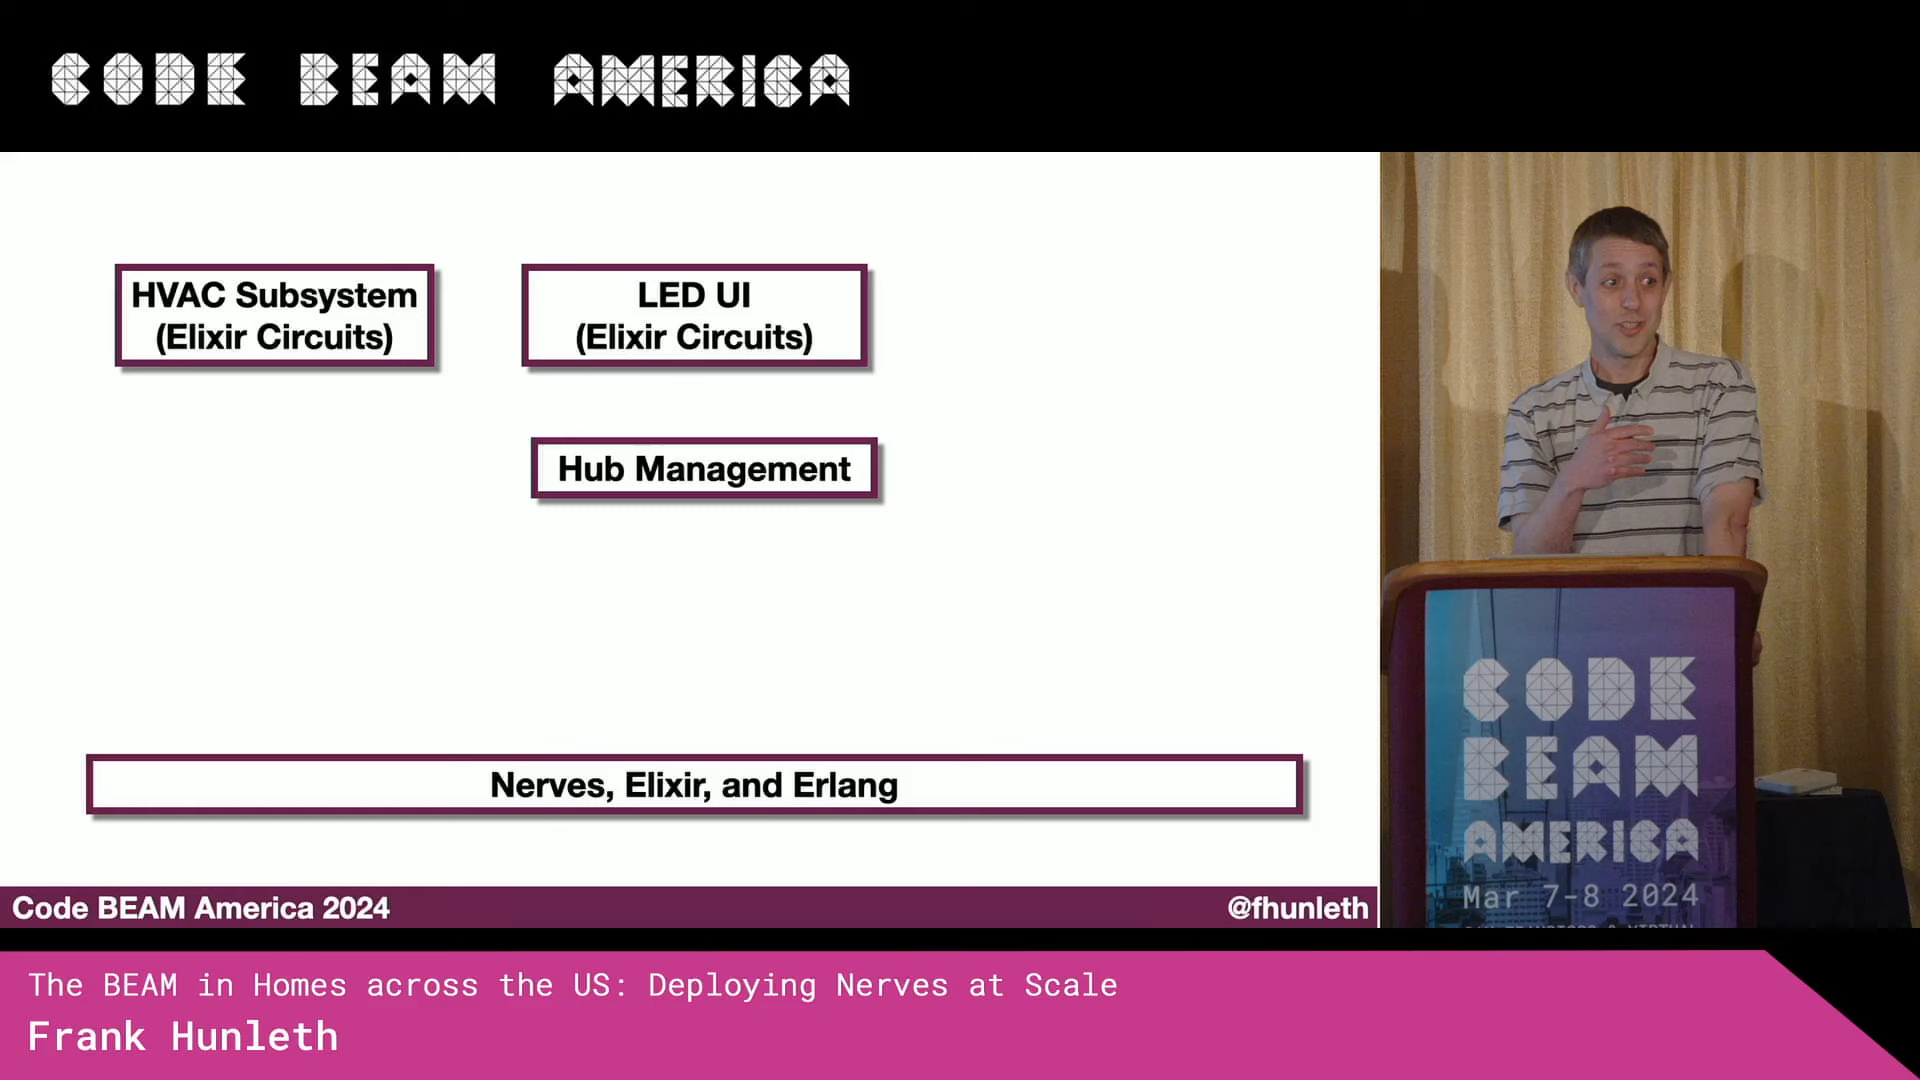 CODE BEAM AMERICA
HVAC Subsystem
(Elixir Circuits)
LED UI
(Elixir Circuits)
Hub Management
Nerves, Elixir, and Erlang
Code BEAM America 2024
@fhunleth
CODE
BEAM
AMERICA
Mar 7-8 2024
The BEAM in Homes across the US: Deploying Nerves at Scale
Frank Hunleth